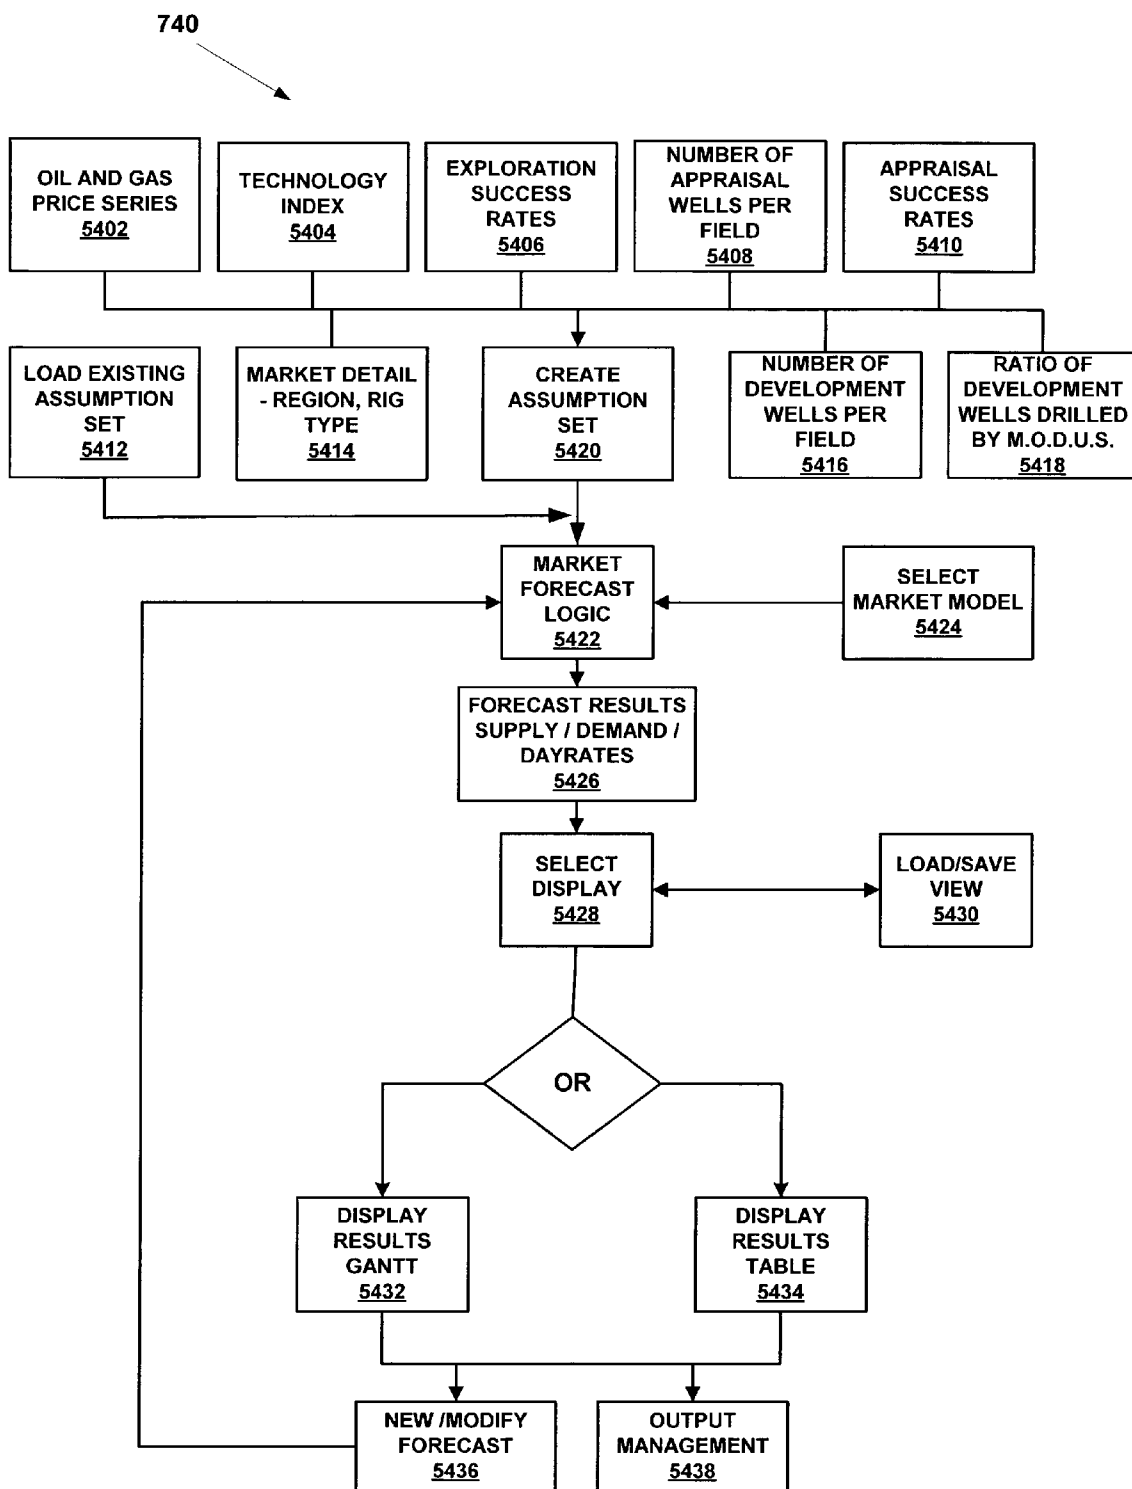 740
OIL AND GAS
PRICE SERIES
5402
TECHNOLOGY
INDEX
5404
EXPLORATION
SUCCESS
RATES
5406
NUMBER OF
APPRAISAL
WELLS PER
FIELD
5408
APPRAISAL
SUCCESS
RATES
5410
LOAD EXISTING
ASSUMPTION
SET
5412
MARKET DETAIL
- REGION, RIG
TYPE
5414
CREATE
ASSUMPTION
SET
5420
NUMBER OF
DEVELOPMENT
WELLS PER
FIELD
5416
RATIO OF
DEVELOPMENT
WELLS DRILLED
BY M.O.D.U.S.
5418
MARKET
FORECAST
LOGIC
5422
SELECT
MARKET MODEL
5424
FORECAST RESULTS
SUPPLY / DEMAND /
DAYRATES
5426
SELECT
DISPLAY
5428
LOAD/SAVE
VIEW
5430
OR
DISPLAY
RESULTS
GANTT
5432
DISPLAY
RESULTS
TABLE
5434
NEW /MODIFY
FORECAST
5436
OUTPUT
MANAGEMENT
5438